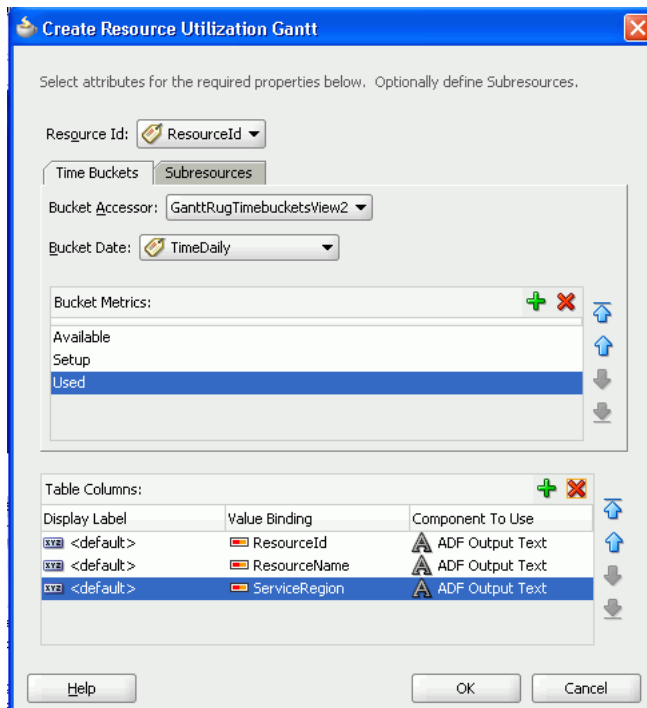 Create Resource Utilization Gantt
Select attributes for the required properties below. Optionally define Subresources.
Resource Id: ResourceId
Time Buckets Subresources
Bucket Accessor: GanttRugTimebucketsView2
Bucket Date: TimeDaily
Bucket Metrics:
Available
Setup
Used
Table Columns:
Display Label Value Binding Component To Use
xyz <default> ResourceId A ADF Output Text
xyz <default> ResourceName A ADF Output Text
xyz <default> ServiceRegion A ADF Output Text
Help OK Cancel